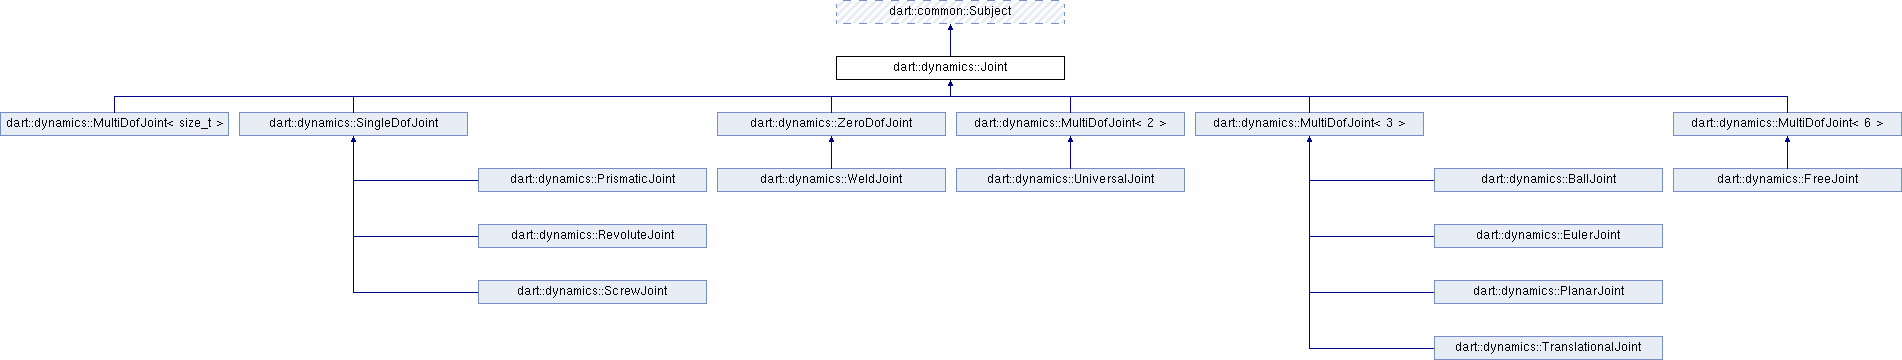 dart::common::Subject
dart::dynamics::Joint
dart::dynamics::MultiDofJoint< size_t >
dart::dynamics::SingleDofJoint
dart::dynamics::ZeroDofJoint
dart::dynamics::MultiDofJoint< 2 >
dart::dynamics::MultiDofJoint< 3 >
dart::dynamics::MultiDofJoint< 6 >
dart::dynamics::PrismaticJoint
dart::dynamics::WeldJoint
dart::dynamics::UniversalJoint
dart::dynamics::BallJoint
dart::dynamics::FreeJoint
dart::dynamics::RevoluteJoint
dart::dynamics::EulerJoint
dart::dynamics::ScrewJoint
dart::dynamics::PlanarJoint
dart::dynamics::TranslationalJoint